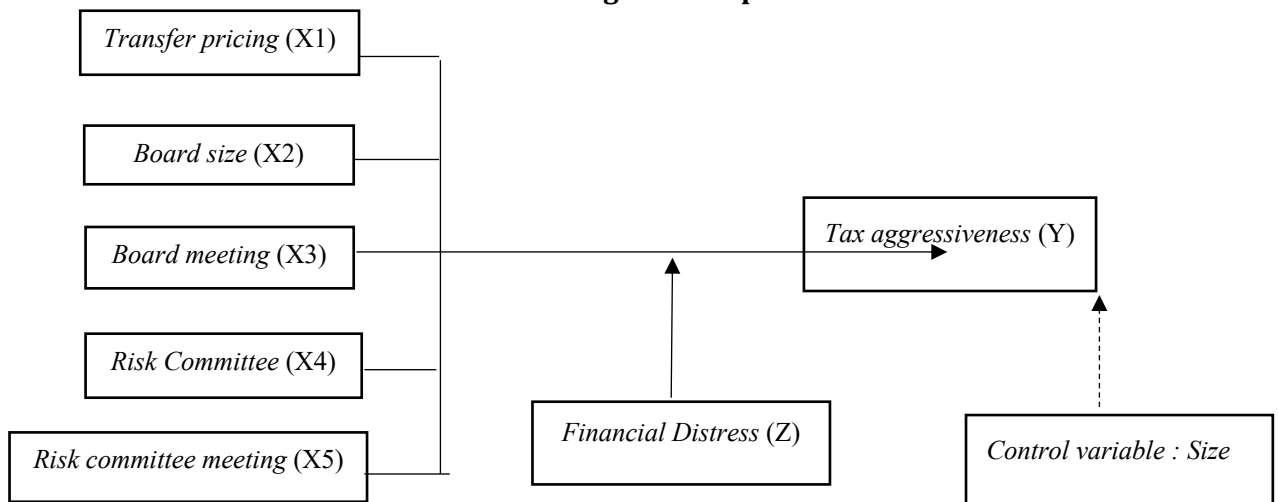 Transfer pricing (X1)
Board size (X2)
Board meeting (X3)
Tax aggressiveness (Y)
Risk Committee (X4)
Financial Distress (Z)
Risk committee meeting (X5)
Control variable : Size